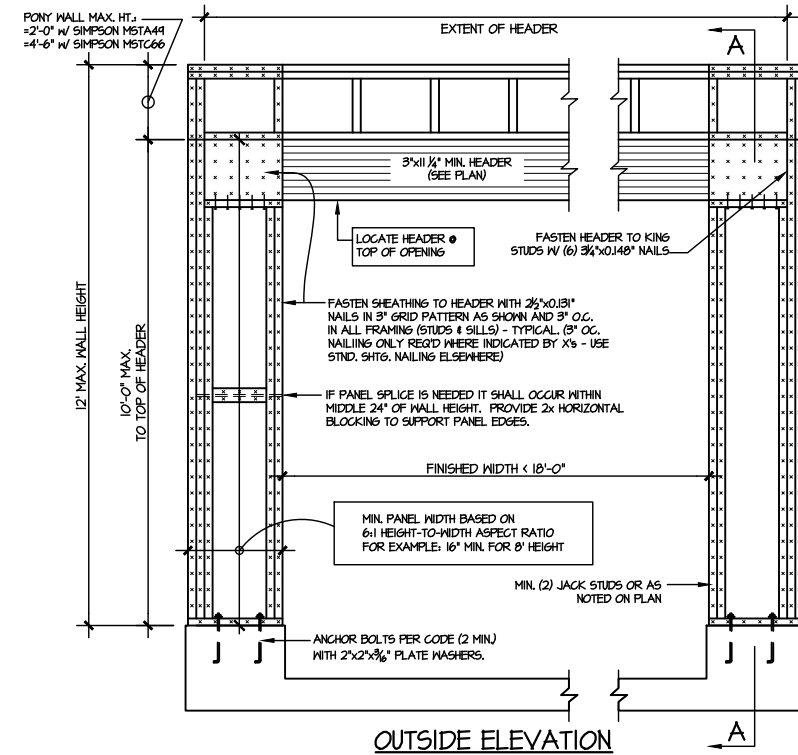 PONY WALL MAX. HT.:
=2'-0" W/ SIMPSON MSTA49
=4'-6" W/ SIMPSON MSTC66
EXTENT OF HEADER
A
3"x11 1/4" MIN. HEADER
(SEE PLAN)
LOCATE HEADER @
TOP OF OPENING
FASTEN HEADER TO KING
STUDS W/ (6) 3 1/4"x0.148" NAILS
FASTEN SHEATHING TO HEADER WITH 2 1/2"x0.131"
NAILS IN 3" GRID PATTERN AS SHOWN AND 3" O.C.
IN ALL FRAMING (STUDS & SILLS) - TYPICAL. (3" OC.
NAILIING ONLY REQ'D WHERE INDICATED BY X's - USE
STND. SHTG. NAILING ELSEWHERE)
12' MAX. WALL HEIGHT
10'-0" MAX.
TO TOP OF HEADER
IF PANEL SPLICE IS NEEDED IT SHALL OCCUR WITHIN
MIDDLE 24" OF WALL HEIGHT. PROVIDE 2x HORIZONTAL
BLOCKING TO SUPPORT PANEL EDGES.
FINISHED WIDTH < 18'-0"
MIN. PANEL WIDTH BASED ON
6:1 HEIGHT-TO-WIDTH ASPECT RATIO
FOR EXAMPLE: 16" MIN. FOR 8' HEIGHT
MIN. (2) JACK STUDS OR AS
NOTED ON PLAN
ANCHOR BOLTS PER CODE (2 MIN.)
WITH 2"x2"x3/16" PLATE WASHERS.
OUTSIDE ELEVATION
A